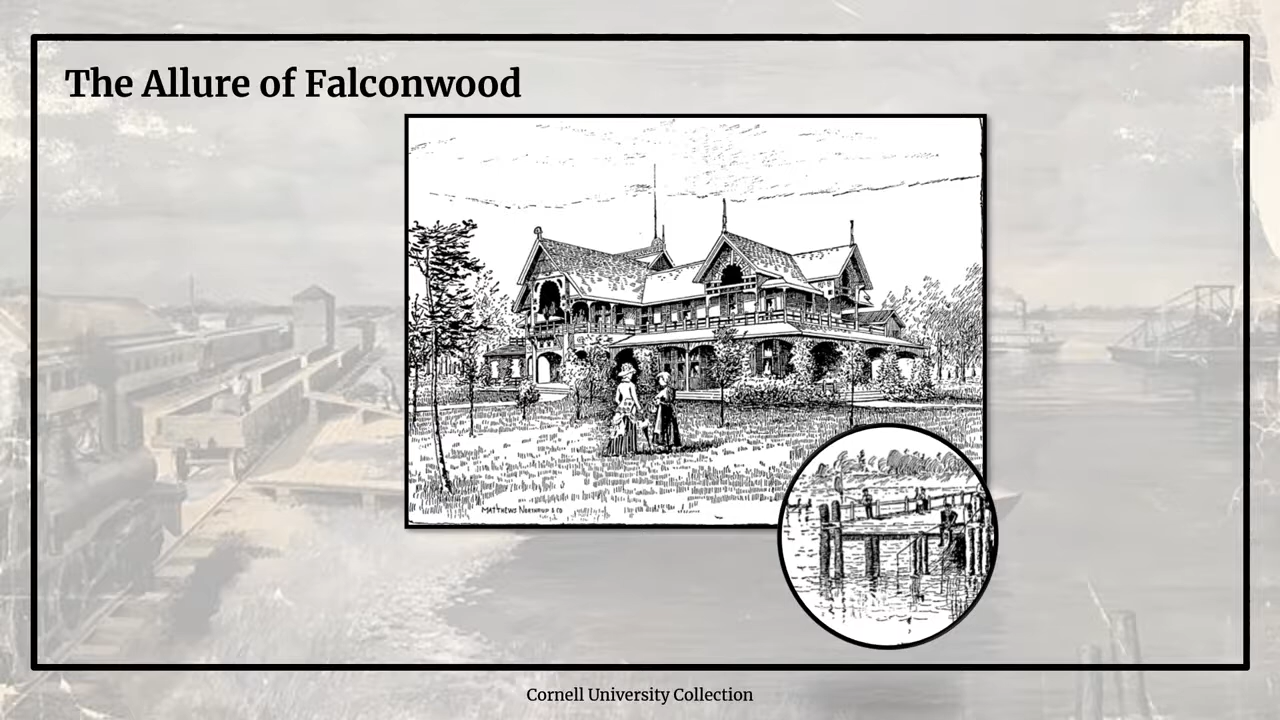 The Allure of Falconwood
MATTHEWS NORTHRUP & CO
Cornell University Collection